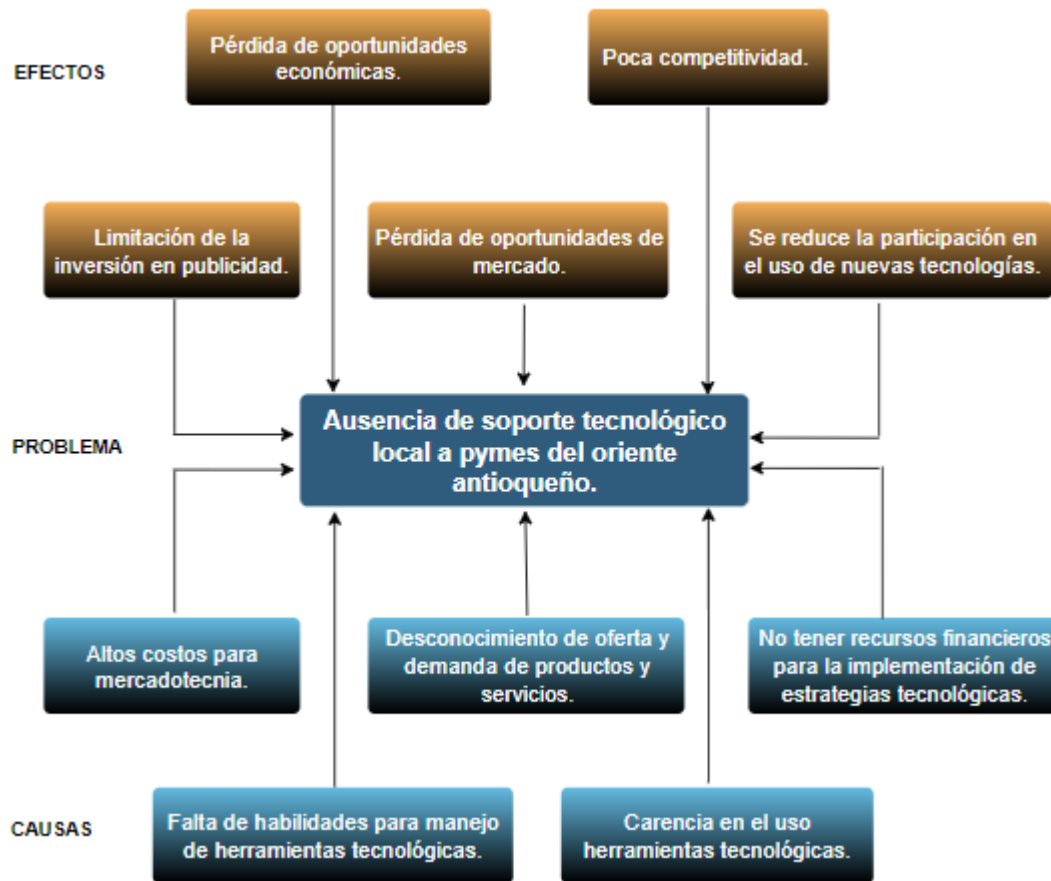 Pérdida de oportunidades
económicas.
Poca competitividad.
EFECTOS
Limitación de la
inversión en publicidad.
Pérdida de oportunidades de
mercado.
Se reduce la participación en
el uso de nuevas tecnologías.
Ausencia de soporte tecnológico
local a pymes del oriente
antioqueño.
PROBLEMA
Altos costos para
mercadotecnia.
Desconocimiento de oferta y
demanda de productos y
servicios.
No tener recursos financieros
para la implementación de
estrategias tecnológicas.
CAUSAS
Falta de habilidades para manejo
de herramientas tecnológicas.
Carencia en el uso
herramientas tecnológicas.